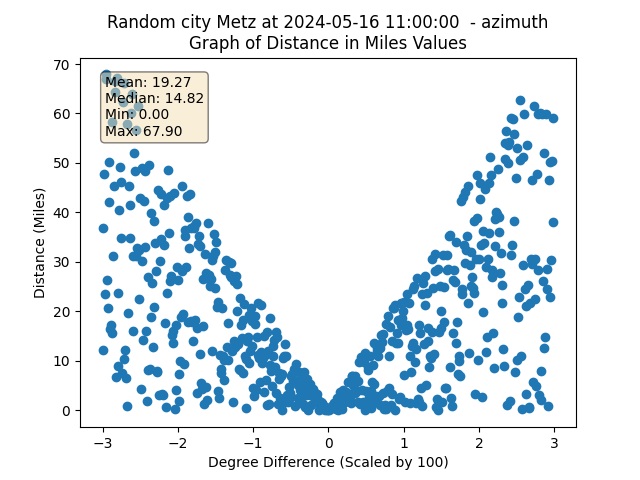 Random city Metz at 2024-05-16 11:00:00  - azimuth
Graph of Distance in Miles Values
Mean: 19.27
Median: 14.82
Min: 0.00
Max: 67.90
70
60
50
40
30
20
10
0
Distance (Miles)
−3
−2
−1
0
1
2
3
Degree Difference (Scaled by 100)